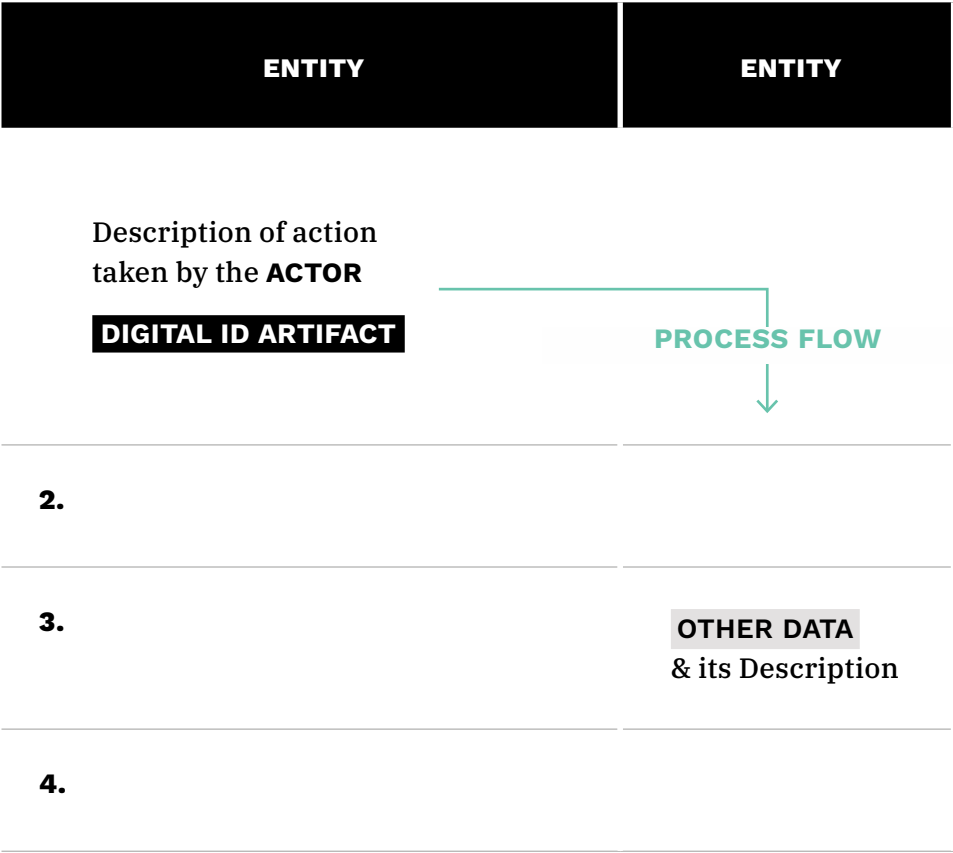 ENTITY
ENTITY
Description of action
taken by the ACTOR
DIGITAL ID ARTIFACT
PROCESS FLOW
2.
3.
OTHER DATA
& its Description
4.